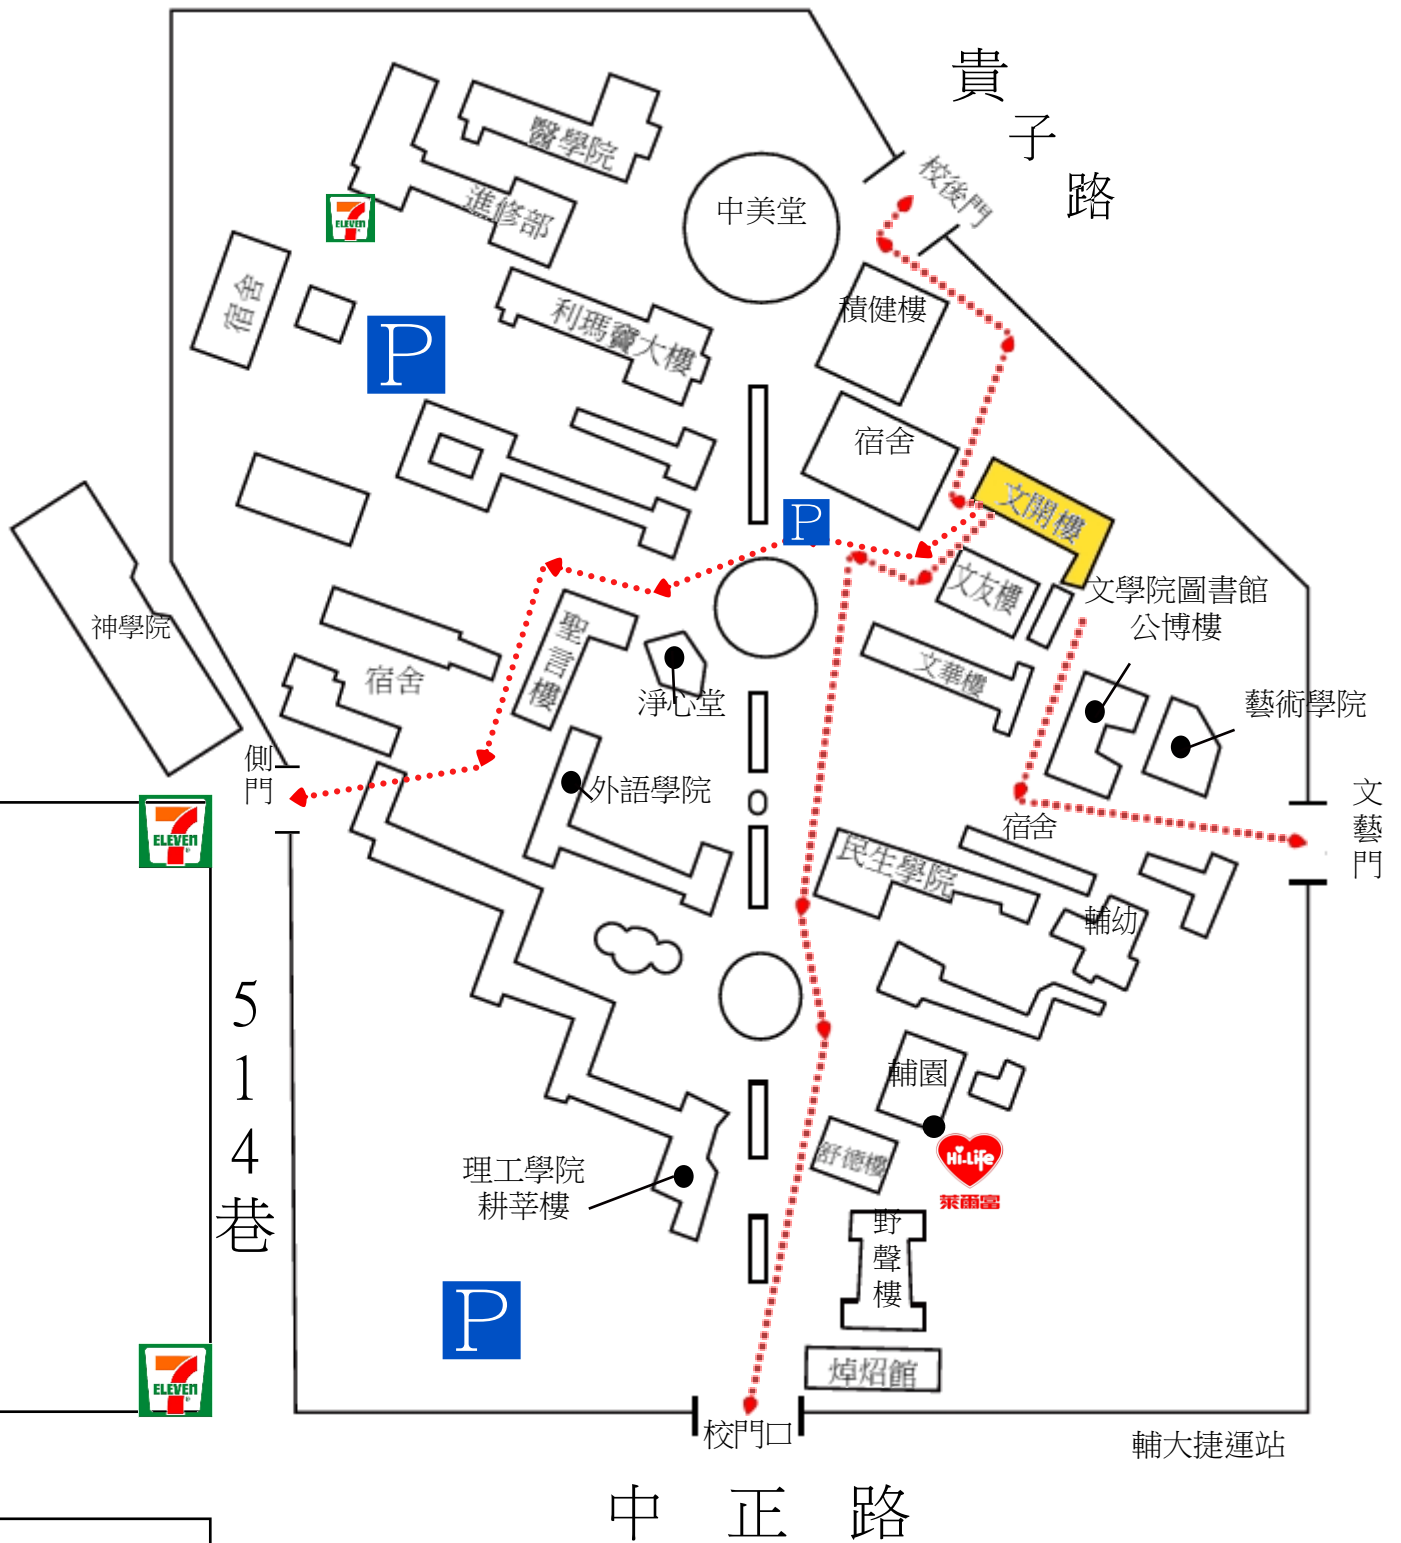 貴子路
校後門
醫學院
進修部
7
ELEVEN
中美堂
宿舍
積健樓
利瑪竇大樓
P
宿舍
文開樓
P
文友樓
文學院圖書館
公博樓
神學院
聖言樓
宿舍
文華樓
淨心堂
藝術學院
側門
外語學院
文藝門
7
ELEVEN
宿舍
民生學院
輔幼
514巷
輔園
舒德樓
Hi-Life
萊爾富
理工學院
耕莘樓
野聲樓
P
7
ELEVEN
焯炤館
校門口
輔大捷運站
中正路